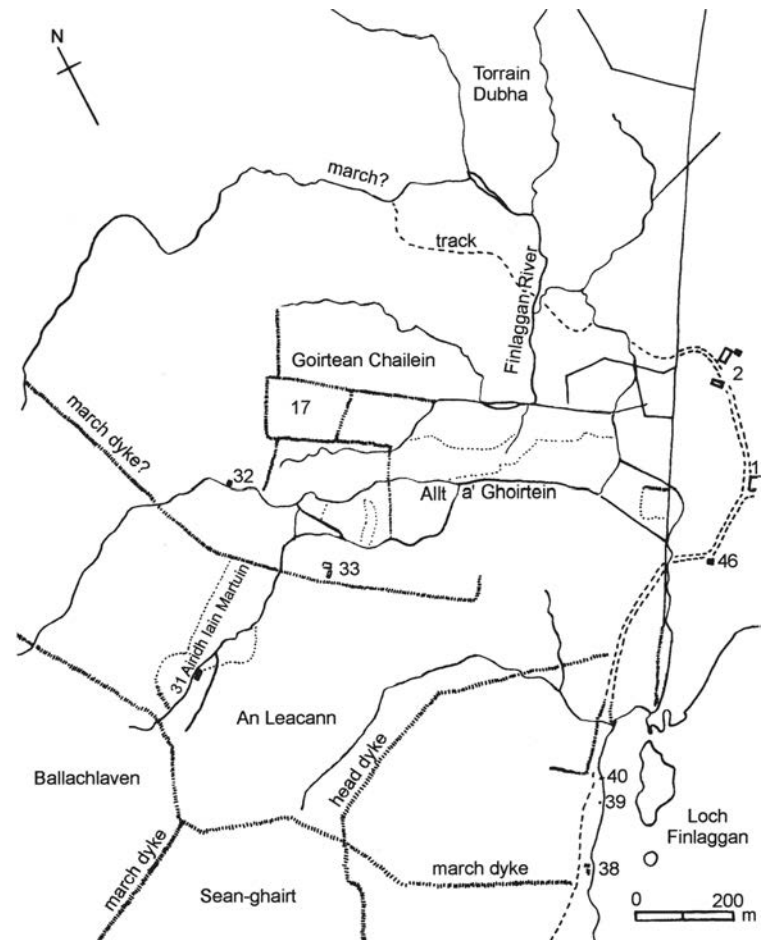 N
Torrain
Dubha
march?
track
Finlaggan River
Goirtean Chailein
2
17
march dyke?
1
32
Allt a' Ghoirtein
33
46
Airidh Iain Martuin
31
An Leacann
head dyke
Ballachlaven
40
39
Loch
Finlaggan
march dyke
march dyke
38
Sean-ghairt
0 200
m